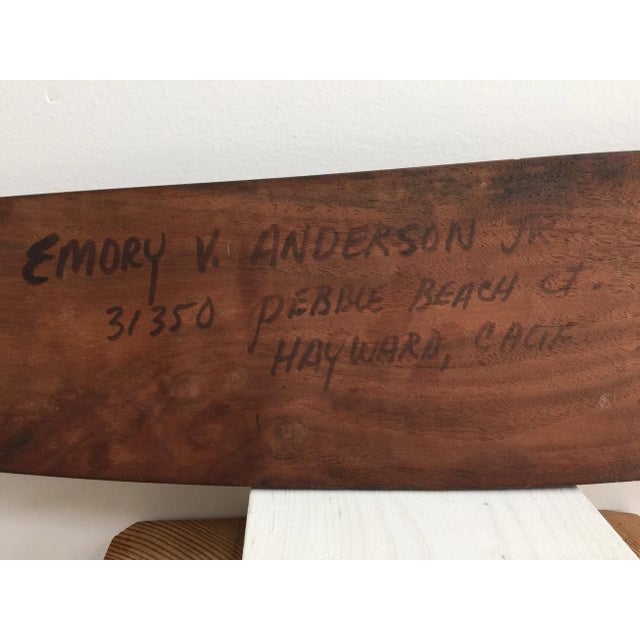 EMORY V. ANDERSON JR
31350 PEBBLE BEACH CT.
HAYWARD, CALIF